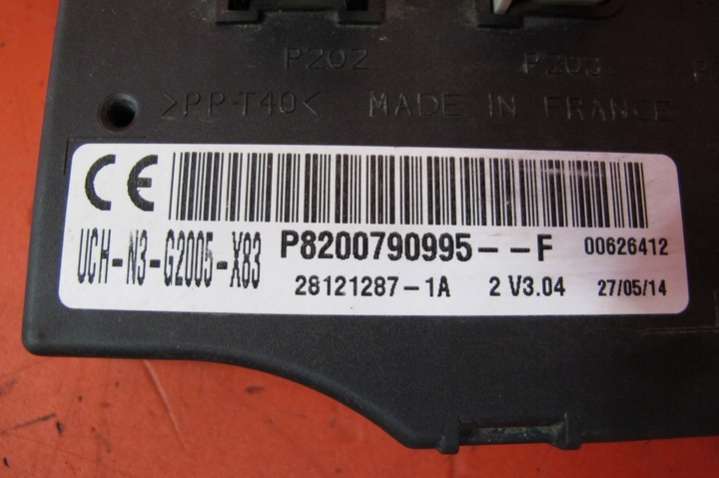 P202 P203
>PP-T40< MADE IN FRANCE
CE
UCH-N3-G2005-X83 P8200790995--F 00626412
28121287-1A 2 V3.04 27/05/14